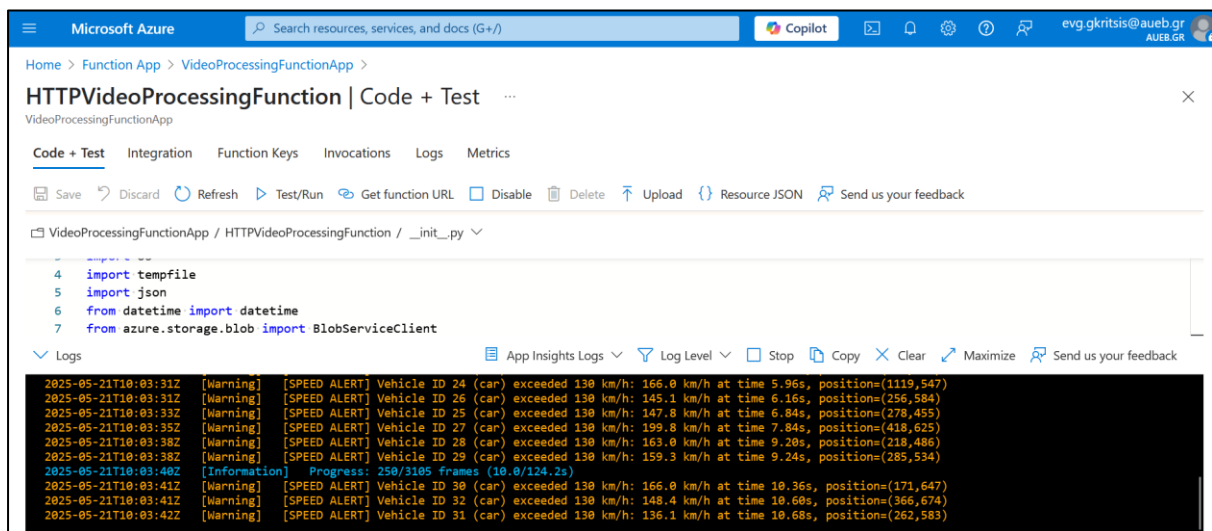 Microsoft Azure
Search resources, services, and docs (G+/)
Copilot
evg.gkritsis@aueb.gr
AUEB.GR
Home > Function App > VideoProcessingFunctionApp >
HTTPVideoProcessingFunction | Code + Test ...
VideoProcessingFunctionApp
Code + Test Integration Function Keys Invocations Logs Metrics
Save Discard Refresh Test/Run Get function URL Disable Delete Upload {} Resource JSON Send us your feedback
VideoProcessingFunctionApp / HTTPVideoProcessingFunction / __init__.py
4 import tempfile
5 import json
6 from datetime import datetime
7 from azure.storage.blob import BlobServiceClient
Logs App Insights Logs Log Level Stop Copy Clear Maximize Send us your feedback
2025-05-21T10:03:31Z [Warning] [SPEED ALERT] Vehicle ID 24 (car) exceeded 130 km/h: 166.0 km/h at time 5.96s, position=(1119,547)
2025-05-21T10:03:31Z [Warning] [SPEED ALERT] Vehicle ID 26 (car) exceeded 130 km/h: 145.1 km/h at time 6.16s, position=(256,584)
2025-05-21T10:03:33Z [Warning] [SPEED ALERT] Vehicle ID 25 (car) exceeded 130 km/h: 147.8 km/h at time 6.84s, position=(278,455)
2025-05-21T10:03:35Z [Warning] [SPEED ALERT] Vehicle ID 27 (car) exceeded 130 km/h: 199.8 km/h at time 7.84s, position=(418,625)
2025-05-21T10:03:38Z [Warning] [SPEED ALERT] Vehicle ID 28 (car) exceeded 130 km/h: 163.0 km/h at time 9.20s, position=(218,486)
2025-05-21T10:03:38Z [Warning] [SPEED ALERT] Vehicle ID 29 (car) exceeded 130 km/h: 159.3 km/h at time 9.24s, position=(285,534)
2025-05-21T10:03:40Z [Information] Progress: 250/3105 frames (10.0/124.2s)
2025-05-21T10:03:41Z [Warning] [SPEED ALERT] Vehicle ID 30 (car) exceeded 130 km/h: 166.0 km/h at time 10.36s, position=(171,647)
2025-05-21T10:03:41Z [Warning] [SPEED ALERT] Vehicle ID 32 (car) exceeded 130 km/h: 148.4 km/h at time 10.60s, position=(366,674)
2025-05-21T10:03:42Z [Warning] [SPEED ALERT] Vehicle ID 31 (car) exceeded 130 km/h: 136.1 km/h at time 10.68s, position=(262,583)